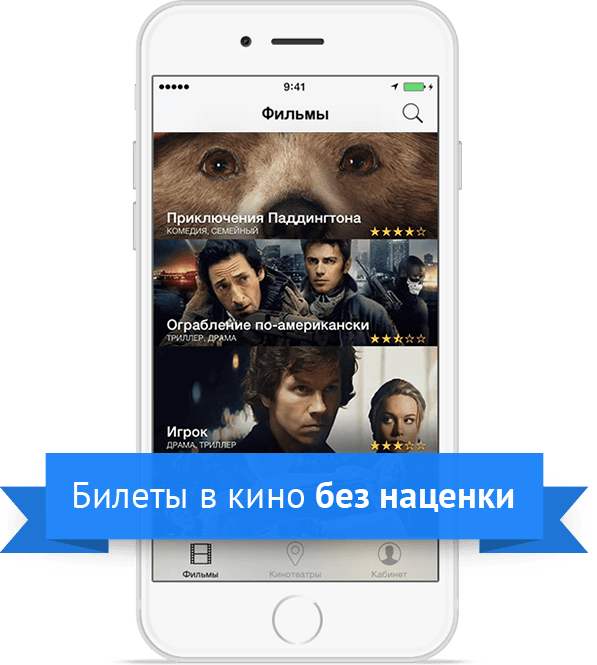 9:41
Фильмы
Приключения Паддингтона
КОМЕДИЯ, СЕМЕЙНЫЙ
Ограбление по-американски
ТРИЛЛЕР, ДРАМА
Игрок
ДРАМА, ТРИЛЛЕР
Билеты в кино без наценки
Фильмы Кинотеатры Кабинет